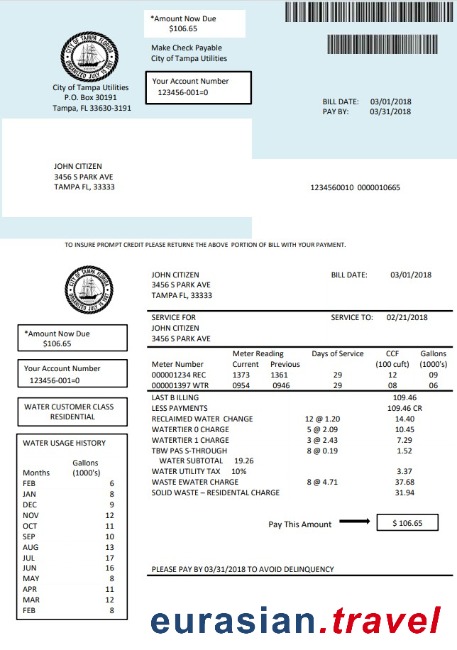 *Amount Now Due
$106.65
Make Check Payable
City of Tampa Utilities
Your Account Number
123456-001=0
City of Tampa Utilities
P.O. Box 30191
Tampa, FL 33630-3191
BILL DATE: 03/01/2018
PAY BY: 03/31/2018
JOHN CITIZEN
3456 S PARK AVE
TAMPA FL, 33333
1234560010 0000010665
TO INSURE PROMPT CREDIT PLEASE RETURNE THE ABOVE PORTION OF BILL WITH YOUR PAYMENT.
JOHN CITIZEN
3456 S PARK AVE
TAMPA FL, 33333
BILL DATE: 03/01/2018
SERVICE FOR
JOHN CITIZEN
3456 S PARK AVE
SERVICE TO: 02/21/2018
*Amount Now Due
$106.65
Your Account Number
123456-001=0
WATER CUSTOMER CLASS
RESIDENTIAL
WATER USAGE HISTORY
Gallons
Months (1000's)
FEB 6
JAN 8
DEC 9
NOV 12
OCT 11
SEP 10
AUG 13
JUL 17
JUN 16
MAY 8
APR 11
MAR 12
FEB 8
Meter Reading Days of Service CCF Gallons
Meter Number Current Previous (100 cuft) (1000's)
000001234 REC 1373 1361 29 12 09
000001397 WTR 0954 0946 29 08 06
LAST BILLING 109.46
LESS PAYMENTS 109.46 CR
RECLAIMED WATER CHANGE 12 @ 1.20 14.40
WATERTIER 0 CHARGE 5 @ 2.09 10.45
WATERTIER 1 CHARGE 3 @ 2.43 7.29
TBW PAS S-THROUGH 8 @ 0.19 1.52
WATER SUBTOTAL 19.26
WATER UTILITY TAX 10% 3.37
WASTE EWATER CHARGE 8 @ 4.71 37.68
SOLID WASTE – RESIDENTAL CHARGE 31.94
Pay This Amount $ 106.65
PLEASE PAY BY 03/31/2018 TO AVOID DELINQUENCY
eurasian.travel